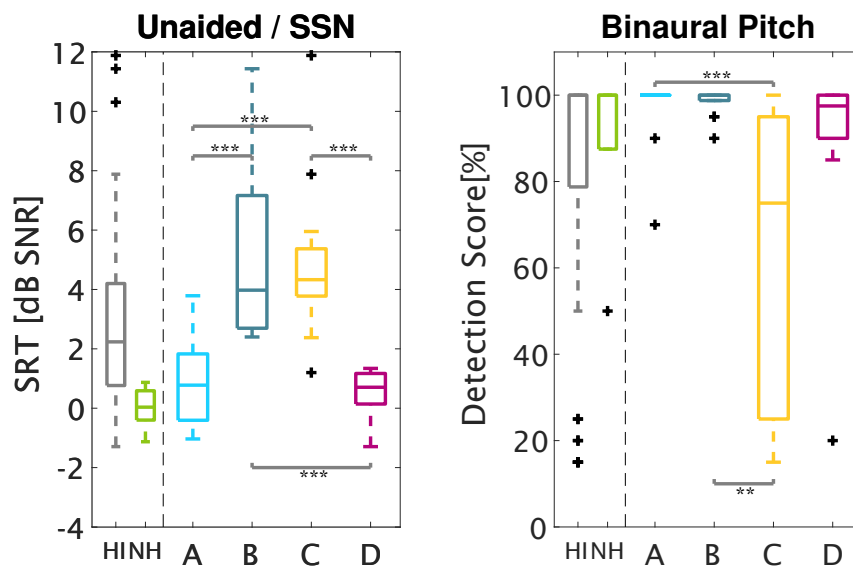 Unaided / SSN
SRT [dB SNR]
12
10
8
6
4
2
0
-2
-4
***
***
***
***
HI
NH
A
B
C
D
Binaural Pitch
Detection Score[%]
100
80
60
40
20
0
***
**
HI
NH
A
B
C
D